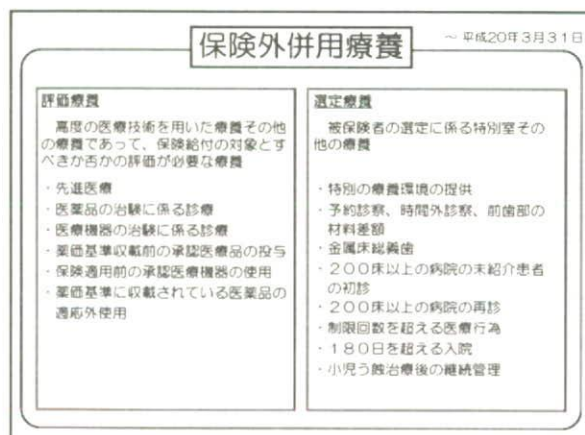 保険外併用療養
～ 平成20年3月31日
評価療養
高度の医療技術を用いた療養その他
の療養であって、保険給付の対象とす
べきか否かの評価が必要な療養
・先進医療
・医薬品の治験に係る診療
・医療機器の治験に係る診療
・薬価基準収載前の承認医療品の投与
・保険適用前の承認医療機器の使用
・薬価基準に収載されている医薬品の
適応外使用
選定療養
被保険者の選定に係る特別室その
他の療養
・特別の療養環境の提供
・予約診察、時間外診察、前歯部の
材料差額
・金属床総義歯
・200床以上の病院の未紹介患者
の初診
・200床以上の病院の再診
・制限回数を超える医療行為
・180日を超える入院
・小児う蝕治療後の継続管理